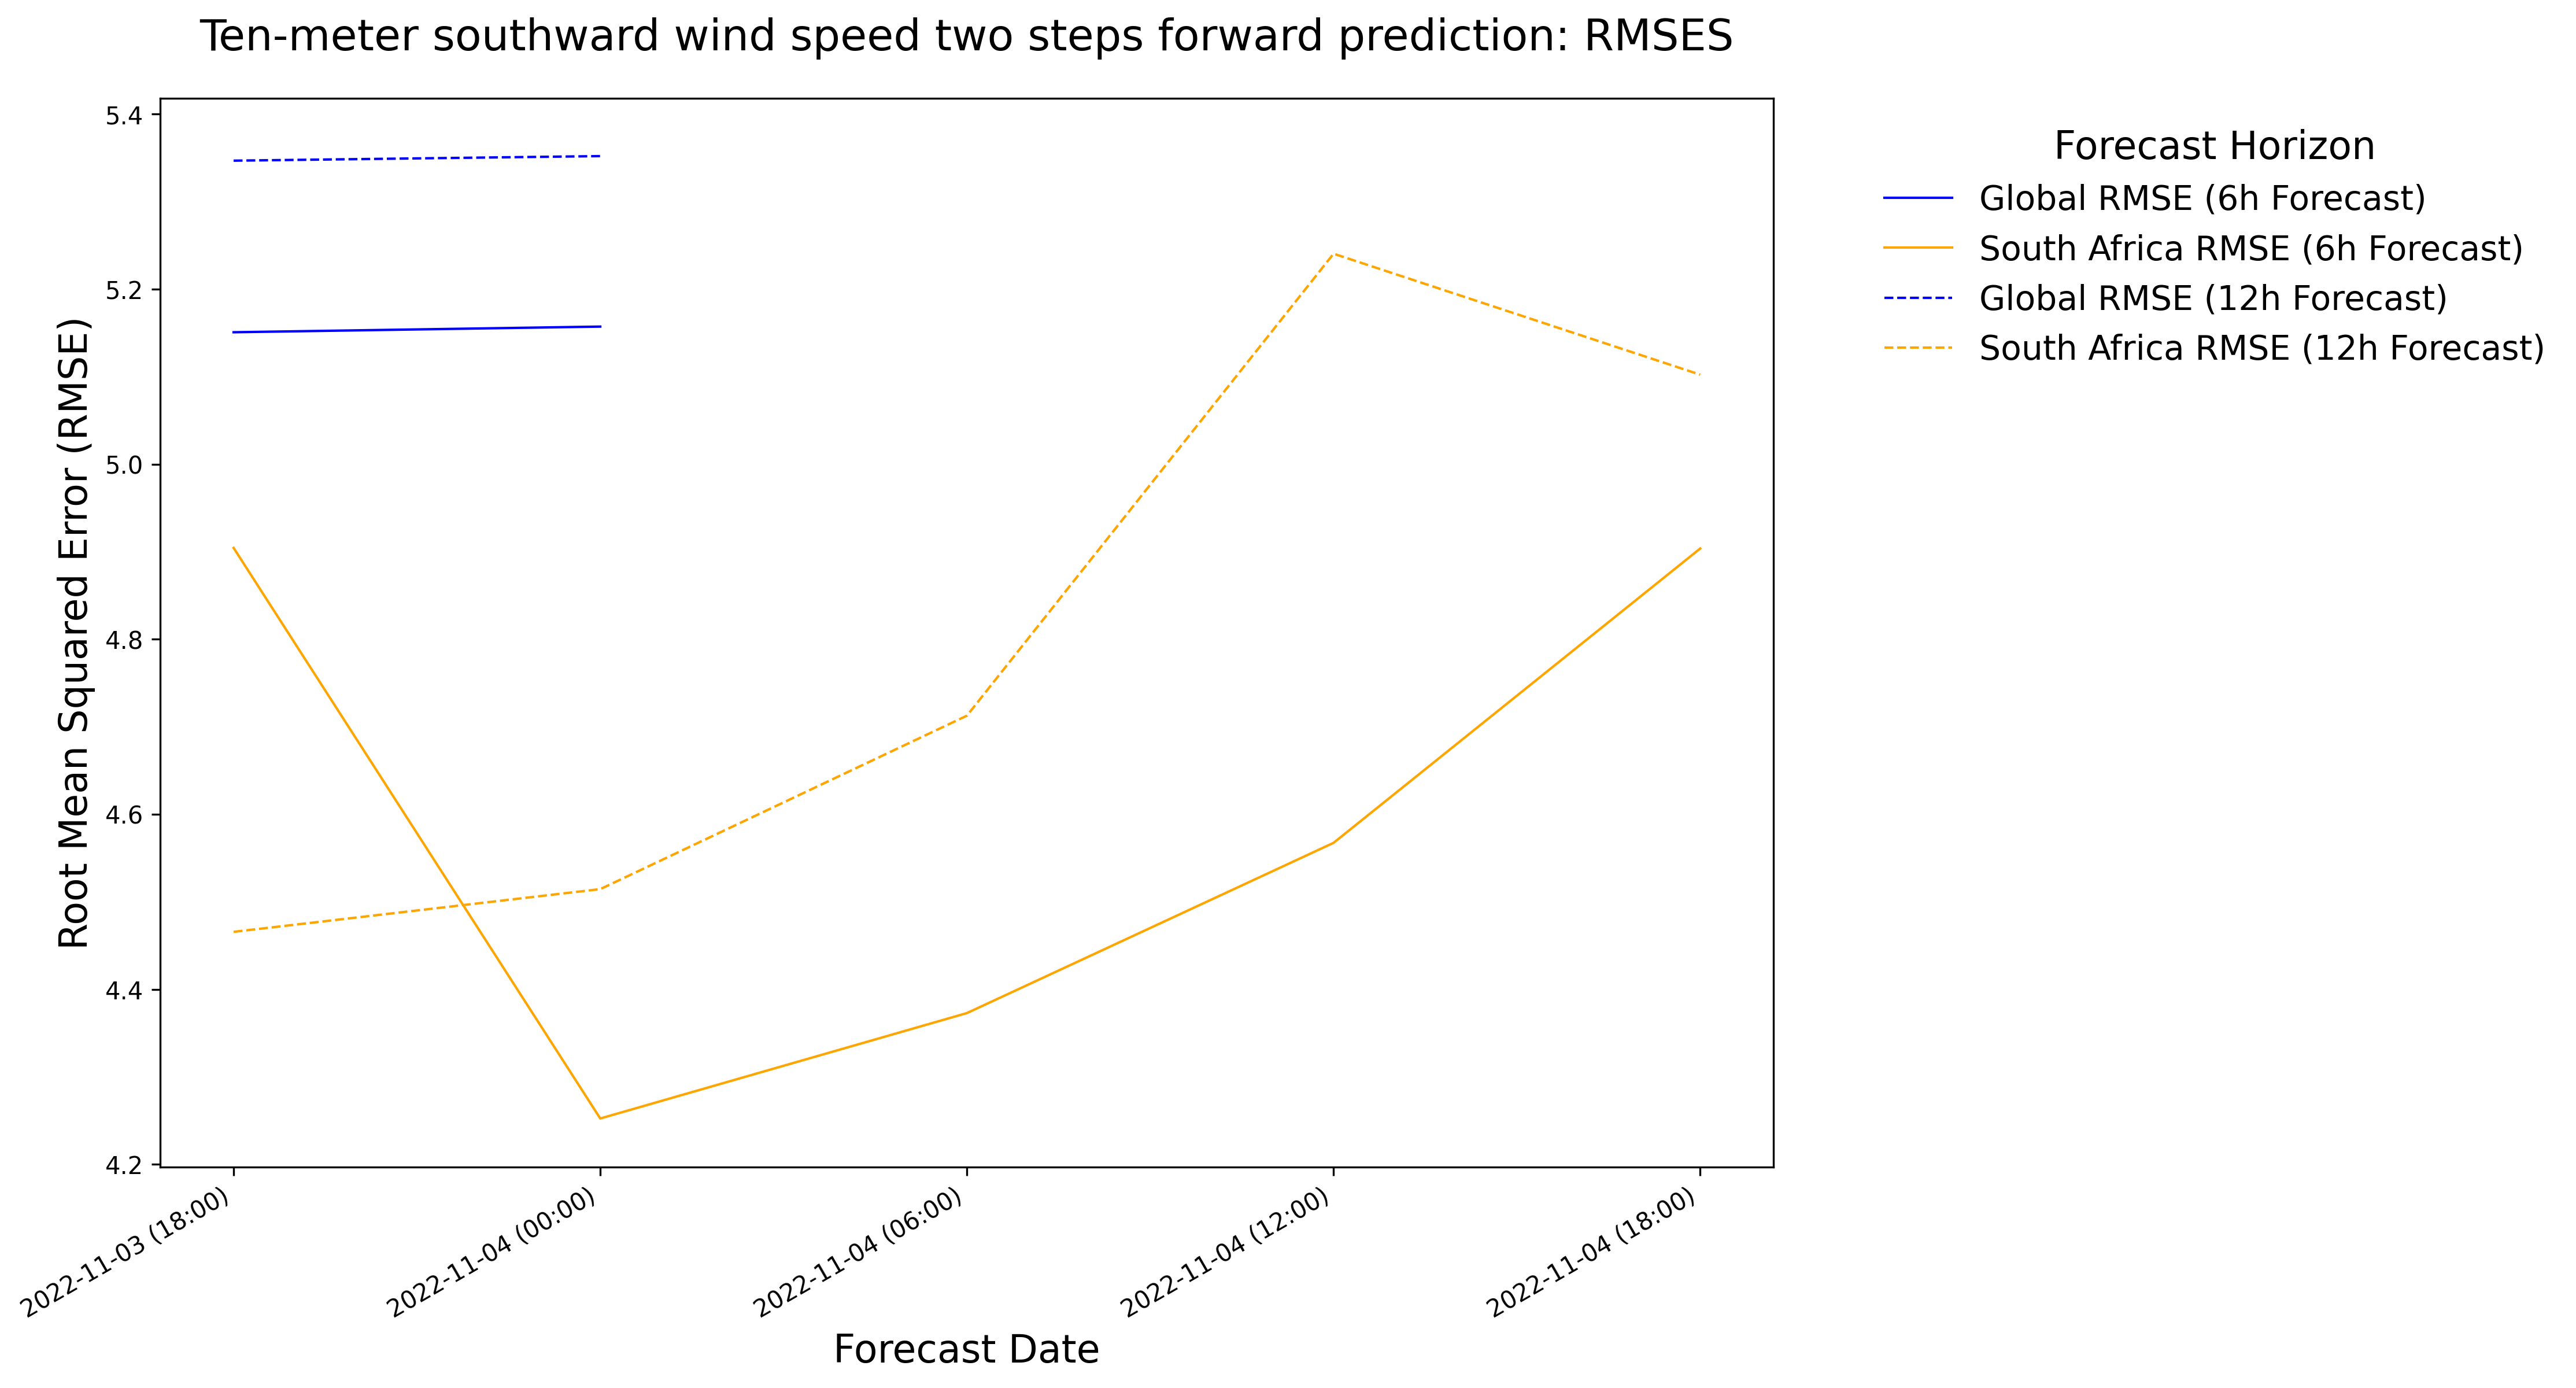 Ten-meter southward wind speed two steps forward prediction: RMSES
Root Mean Squared Error (RMSE)
5.4
5.2
5.0
4.8
4.6
4.4
4.2
2022-11-03 (18:00)
2022-11-04 (00:00)
2022-11-04 (06:00)
2022-11-04 (12:00)
2022-11-04 (18:00)
Forecast Date
Forecast Horizon
Global RMSE (6h Forecast)
South Africa RMSE (6h Forecast)
Global RMSE (12h Forecast)
South Africa RMSE (12h Forecast)